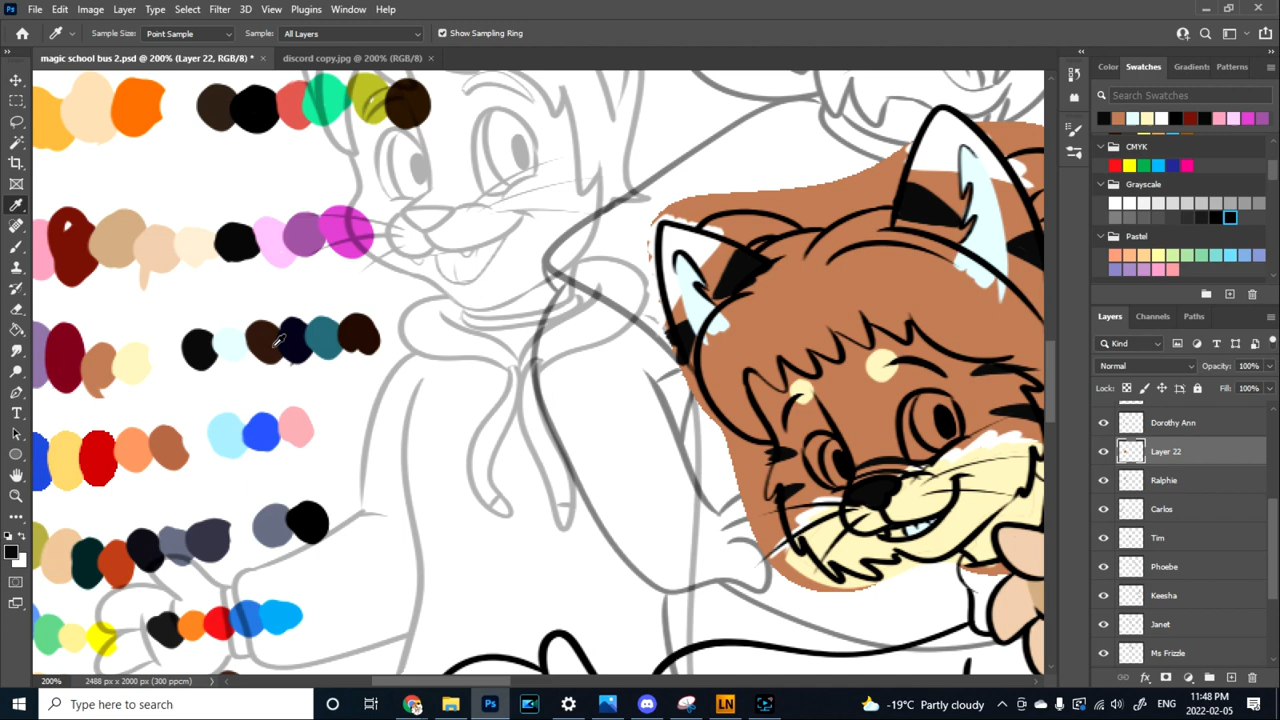 Ps File Edit Image Layer Type Select Filter 3D View Plugins Window Help
Sample Size: Point Sample Sample: All Layers Show Sampling Ring
magic school bus 2.psd @ 200% (Layer 22, RGB/8) * × discord copy.jpg @ 200% (RGB/8) ×
Color Swatches Gradients Patterns
Search Swatches
CMYK
Grayscale
Pastel
Layers Channels Paths
Kind
Normal Opacity: 100%
Lock: Fill: 100%
Dorothy Ann
Layer 22
Ralphie
Carlos
Tim
Phoebe
Keesha
Janet
Ms Frizzle
200% 2488 px x 2000 px (300 ppcm)
Type here to search
Ps
LN
-19°C Partly cloudy
ENG
11:48 PM
2022-02-05